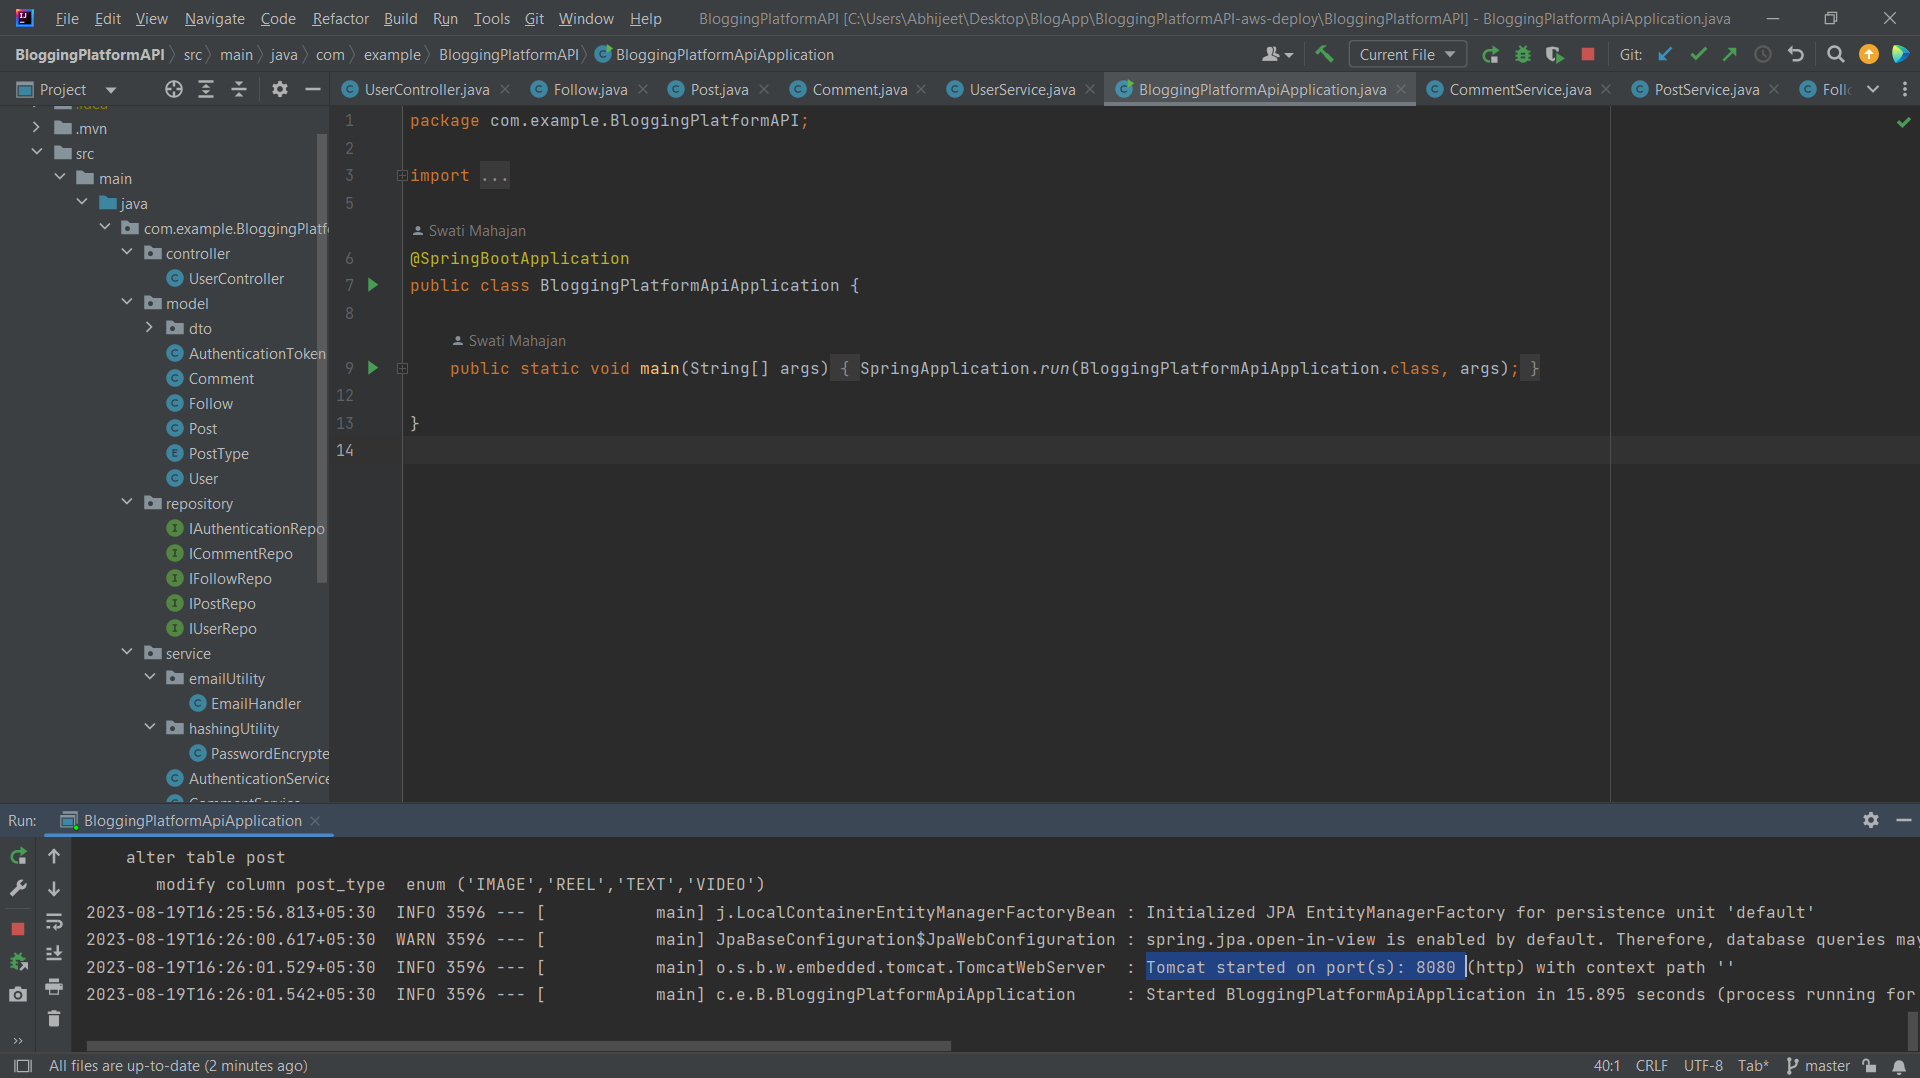 File Edit View Navigate Code Refactor Build Run Tools Git Window Help BloggingPlatformAPI [C:\Users\Abhijeet\Desktop\BlogApp\BloggingPlatformAPI-aws-deploy\BloggingPlatformAPI] - BloggingPlatformApiApplication.java
BloggingPlatformAPI src main java com example BloggingPlatformAPI BloggingPlatformApiApplication Current File Git:
Project UserController.java Follow.java Post.java Comment.java UserService.java BloggingPlatformApiApplication.java CommentService.java PostService.java Foll
.idea
.mvn
src
main
java
com.example.BloggingPlatf
controller
UserController
model
dto
AuthenticationToken
Comment
Follow
Post
PostType
User
repository
IAuthenticationRepo
ICommentRepo
IFollowRepo
IPostRepo
IUserRepo
service
emailUtility
EmailHandler
hashingUtility
PasswordEncrypte
AuthenticationService
CommentService
1 package com.example.BloggingPlatformAPI;
2
3 import ...
5
Swati Mahajan
6 @SpringBootApplication
7 public class BloggingPlatformApiApplication {
8
Swati Mahajan
9 public static void main(String[] args) { SpringApplication.run(BloggingPlatformApiApplication.class, args); }
12
13 }
14
Run: BloggingPlatformApiApplication
alter table post
modify column post_type enum ('IMAGE','REEL','TEXT','VIDEO')
2023-08-19T16:25:56.813+05:30 INFO 3596 --- [ main] j.LocalContainerEntityManagerFactoryBean : Initialized JPA EntityManagerFactory for persistence unit 'default'
2023-08-19T16:26:00.617+05:30 WARN 3596 --- [ main] JpaBaseConfiguration$JpaWebConfiguration : spring.jpa.open-in-view is enabled by default. Therefore, database queries may
2023-08-19T16:26:01.529+05:30 INFO 3596 --- [ main] o.s.b.w.embedded.tomcat.TomcatWebServer : Tomcat started on port(s): 8080 (http) with context path ''
2023-08-19T16:26:01.542+05:30 INFO 3596 --- [ main] c.e.B.BloggingPlatformApiApplication : Started BloggingPlatformApiApplication in 15.895 seconds (process running for
All files are up-to-date (2 minutes ago) 40:1 CRLF UTF-8 Tab* master